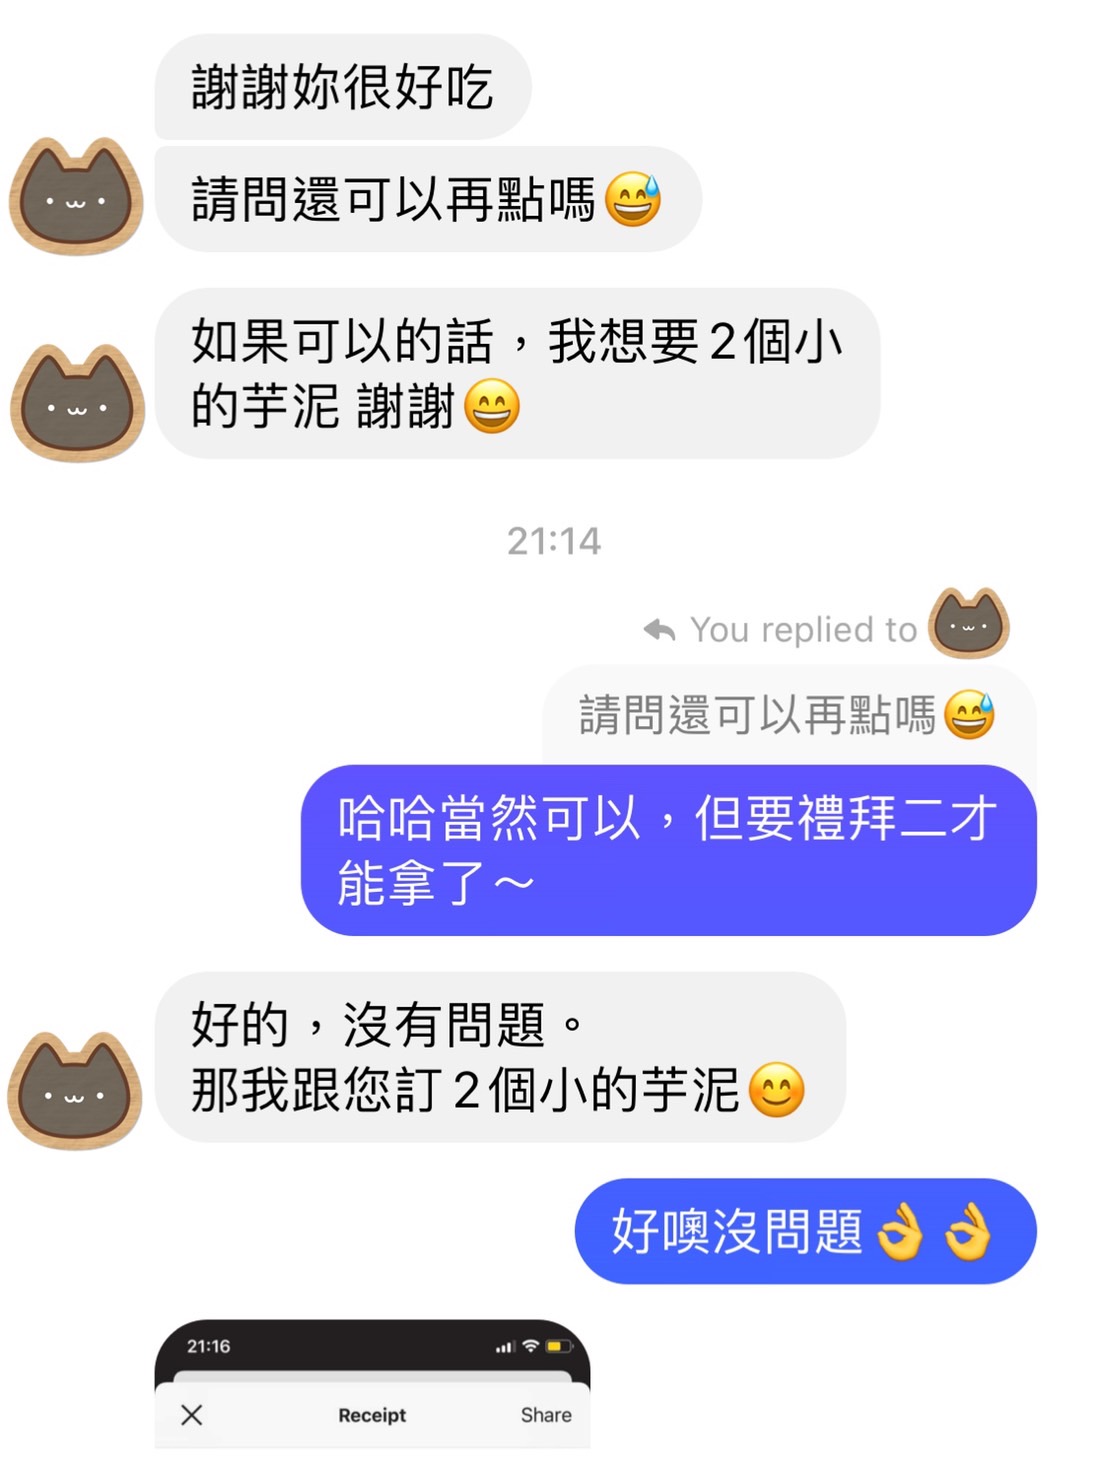 謝謝妳很好吃
請問還可以再點嗎😅
如果可以的話，我想要2個小
的芋泥 謝謝😄
21:14
You replied to
請問還可以再點嗎😅
哈哈當然可以，但要禮拜二才
能拿了～
好的，沒有問題。
那我跟您訂2個小的芋泥😊
好噢沒問題👌👌
21:16
Receipt
Share